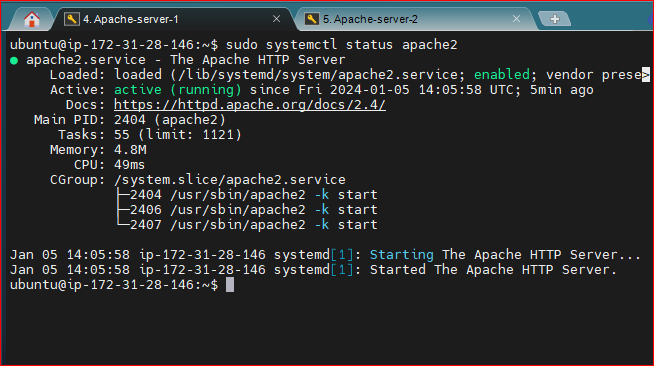 4. Apache-server-1
5. Apache-server-2
ubuntu@ip-172-31-28-146:~$ sudo systemctl status apache2
● apache2.service - The Apache HTTP Server
     Loaded: loaded (/lib/systemd/system/apache2.service; enabled; vendor prese>
     Active: active (running) since Fri 2024-01-05 14:05:58 UTC; 5min ago
       Docs: https://httpd.apache.org/docs/2.4/
   Main PID: 2404 (apache2)
      Tasks: 55 (limit: 1121)
     Memory: 4.8M
        CPU: 49ms
     CGroup: /system.slice/apache2.service
             ├─2404 /usr/sbin/apache2 -k start
             ├─2406 /usr/sbin/apache2 -k start
             └─2407 /usr/sbin/apache2 -k start
Jan 05 14:05:58 ip-172-31-28-146 systemd[1]: Starting The Apache HTTP Server...
Jan 05 14:05:58 ip-172-31-28-146 systemd[1]: Started The Apache HTTP Server.
ubuntu@ip-172-31-28-146:~$